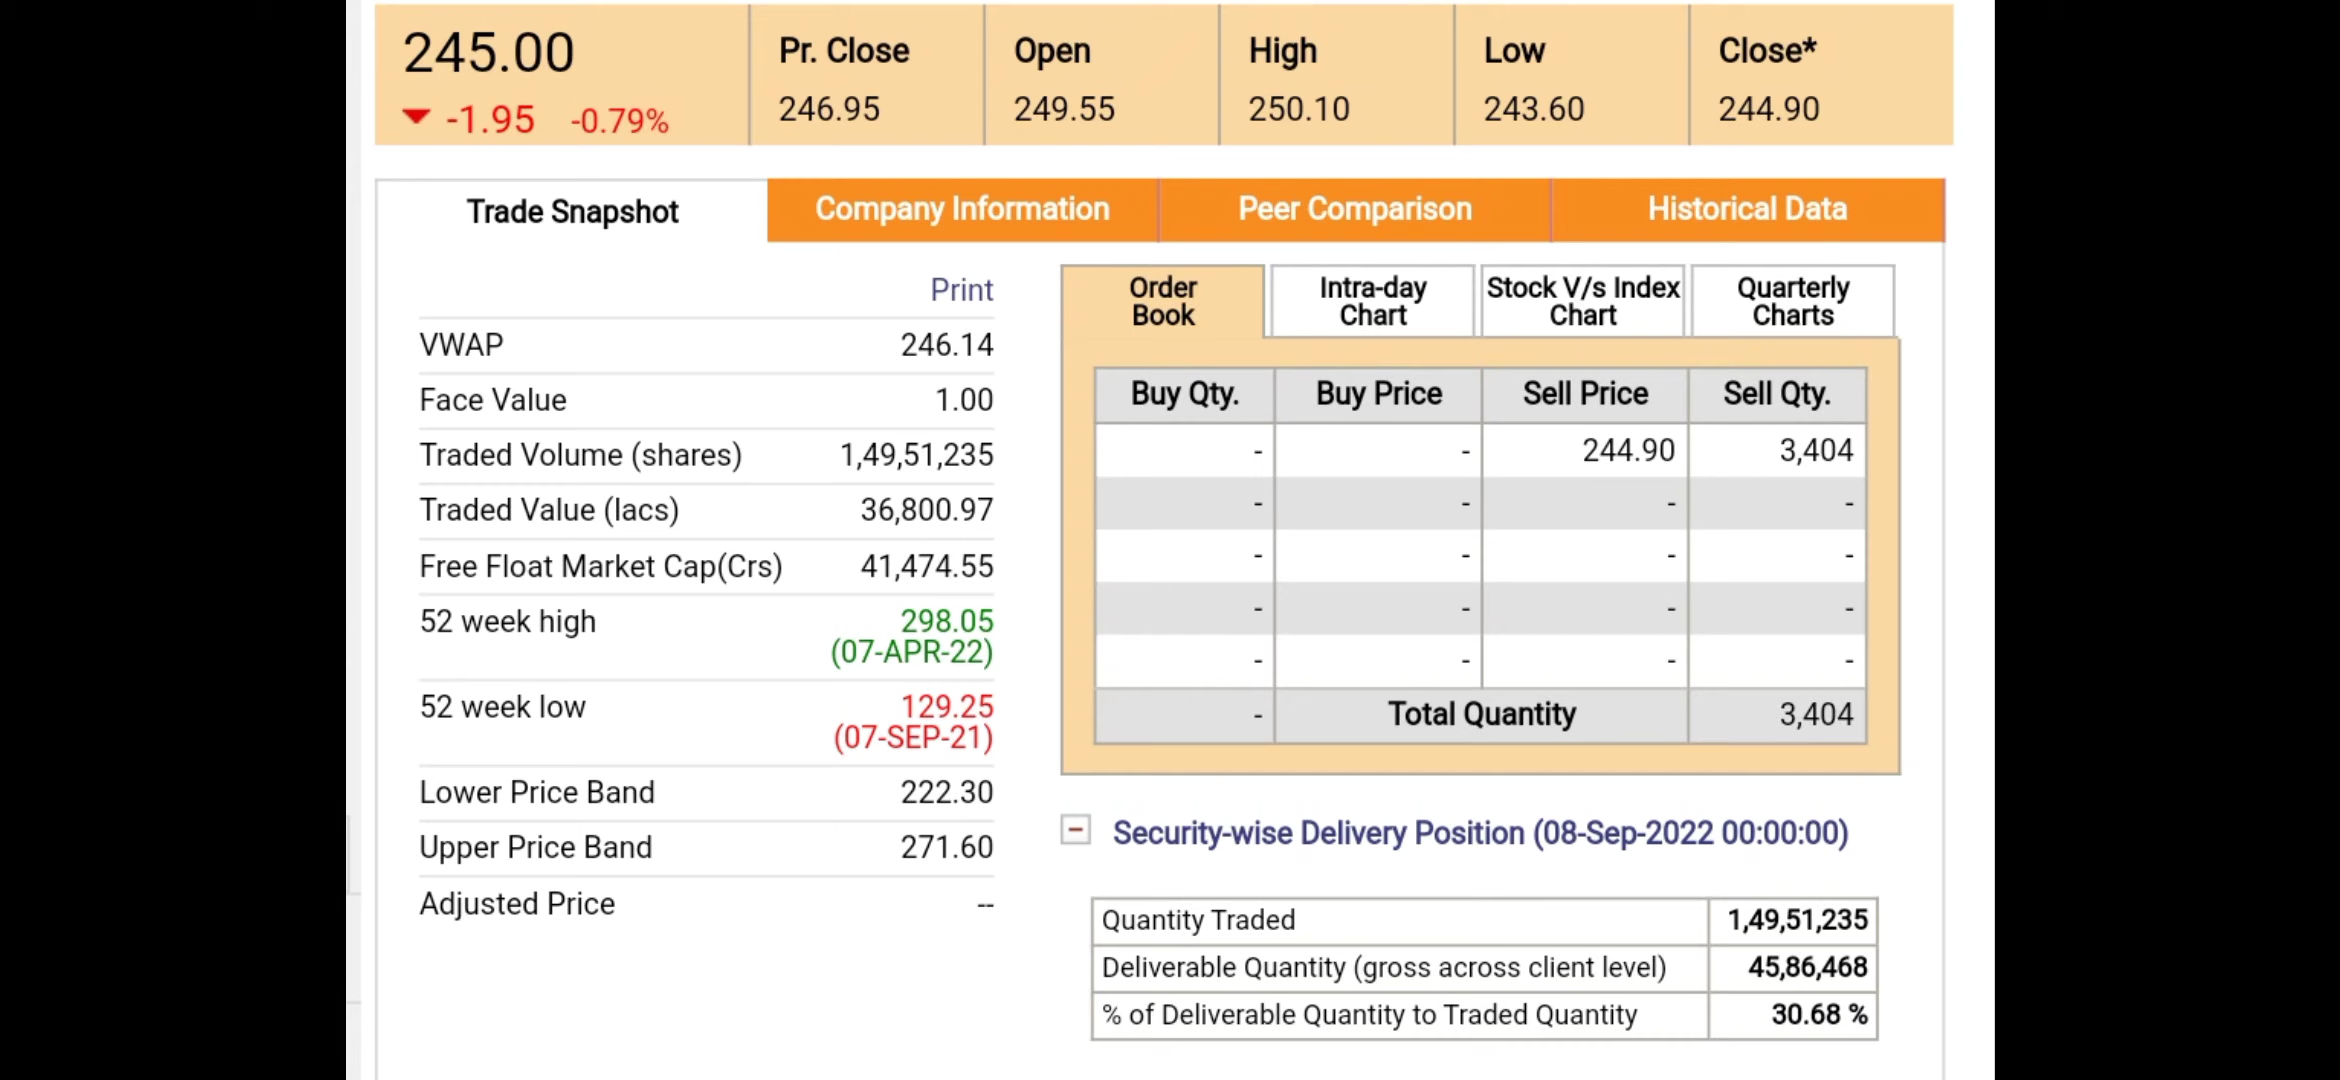 245.00
-1.95 -0.79%
Pr. Close Open High Low Close*
246.95 249.55 250.10 243.60 244.90
Trade Snapshot Company Information Peer Comparison Historical Data
Print
VWAP 246.14
Face Value 1.00
Traded Volume (shares) 1,49,51,235
Traded Value (lacs) 36,800.97
Free Float Market Cap(Crs) 41,474.55
52 week high 298.05
(07-APR-22)
52 week low 129.25
(07-SEP-21)
Lower Price Band 222.30
Upper Price Band 271.60
Adjusted Price --
Order Book
Intra-day Chart
Stock V/s Index Chart
Quarterly Charts
Buy Qty. Buy Price Sell Price Sell Qty.
- - 244.90 3,404
- - - -
- - - -
- - - -
- - - -
- Total Quantity 3,404
Security-wise Delivery Position (08-Sep-2022 00:00:00)
Quantity Traded 1,49,51,235
Deliverable Quantity (gross across client level) 45,86,468
% of Deliverable Quantity to Traded Quantity 30.68 %